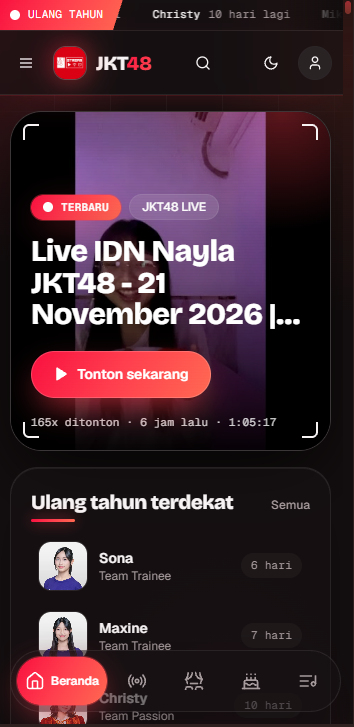 ULANG TAHUN
Christy 10 hari lagi
JKT48
TERBARU
JKT48 LIVE
Live IDN Nayla
JKT48 - 21
November 2026 |...
Tonton sekarang
165x ditonton · 6 jam lalu · 1:05:17
Ulang tahun terdekat
Semua
Sona
Team Trainee
6 hari
Maxine
Team Trainee
7 hari
Beranda
Christy
Team Passion
10 hari